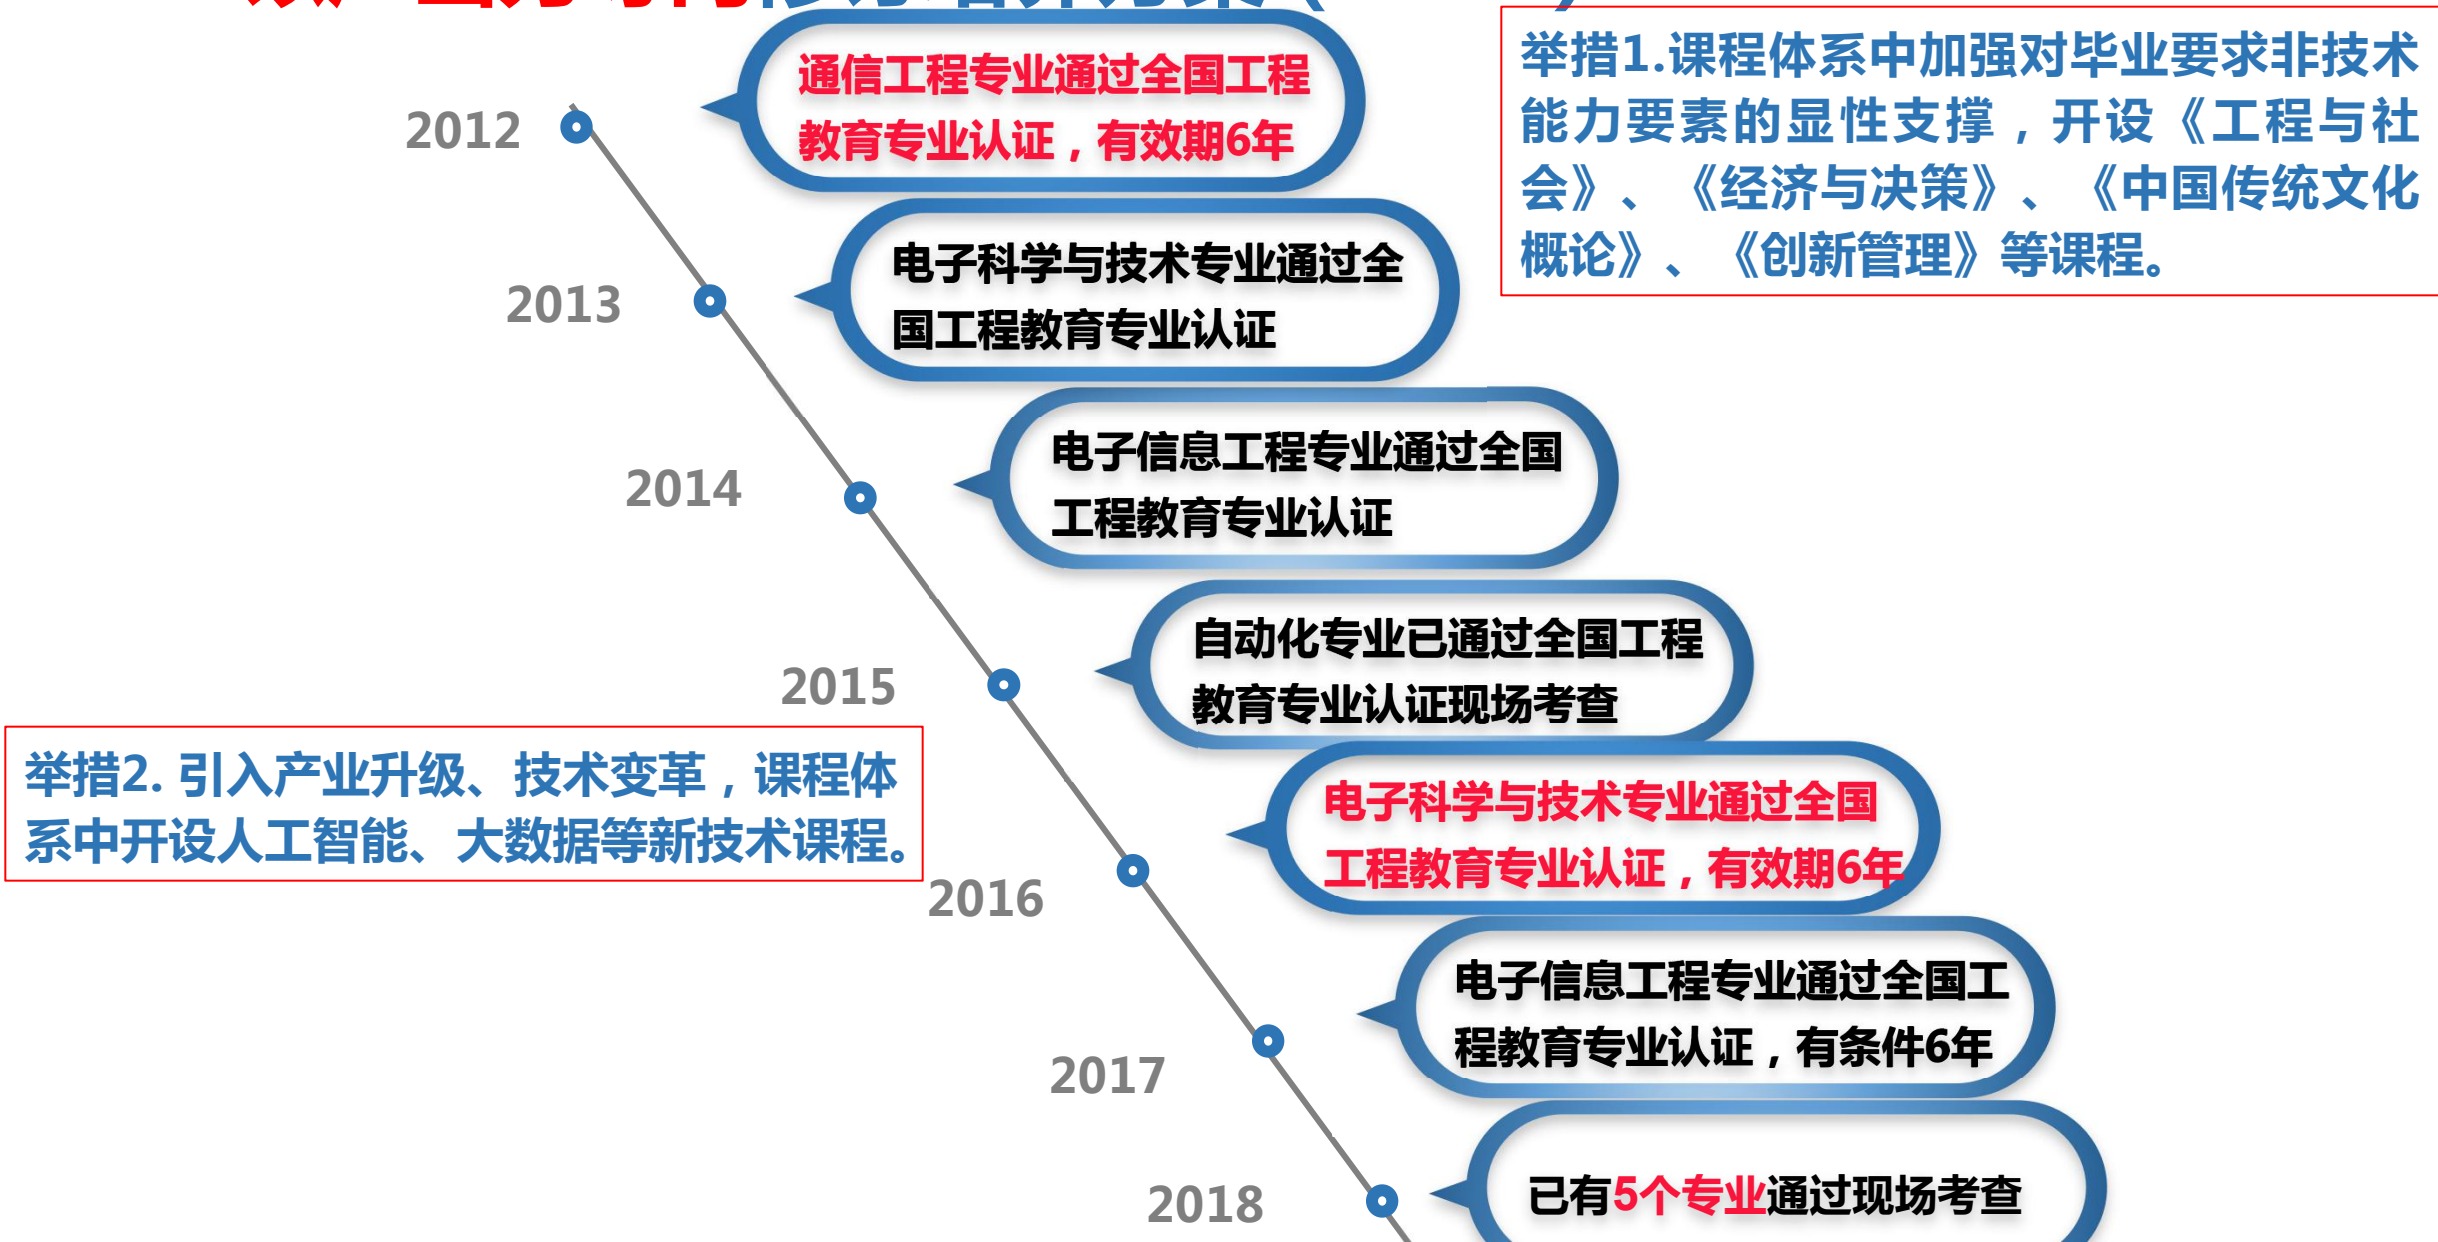 通信工程专业通过全国工程
教育专业认证，有效期6年
举措1.课程体系中加强对毕业要求非技术
能力要素的显性支撑，开设《工程与社
会》、《经济与决策》、《中国传统文化
概论》、《创新管理》等课程。
2012
电子科学与技术专业通过全
国工程教育专业认证
2013
电子信息工程专业通过全国
工程教育专业认证
2014
自动化专业已通过全国工程
教育专业认证现场考查
2015
举措2. 引入产业升级、技术变革，课程体
系中开设人工智能、大数据等新技术课程。
电子科学与技术专业通过全国
工程教育专业认证，有效期6年
2016
电子信息工程专业通过全国工
程教育专业认证，有条件6年
2017
已有5个专业通过现场考查
2018